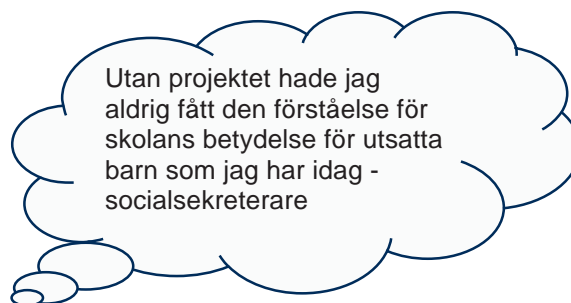 Utan projektet hade jag
aldrig fått den förståelse för
skolans betydelse för utsatta
barn som jag har idag -
socialsekreterare